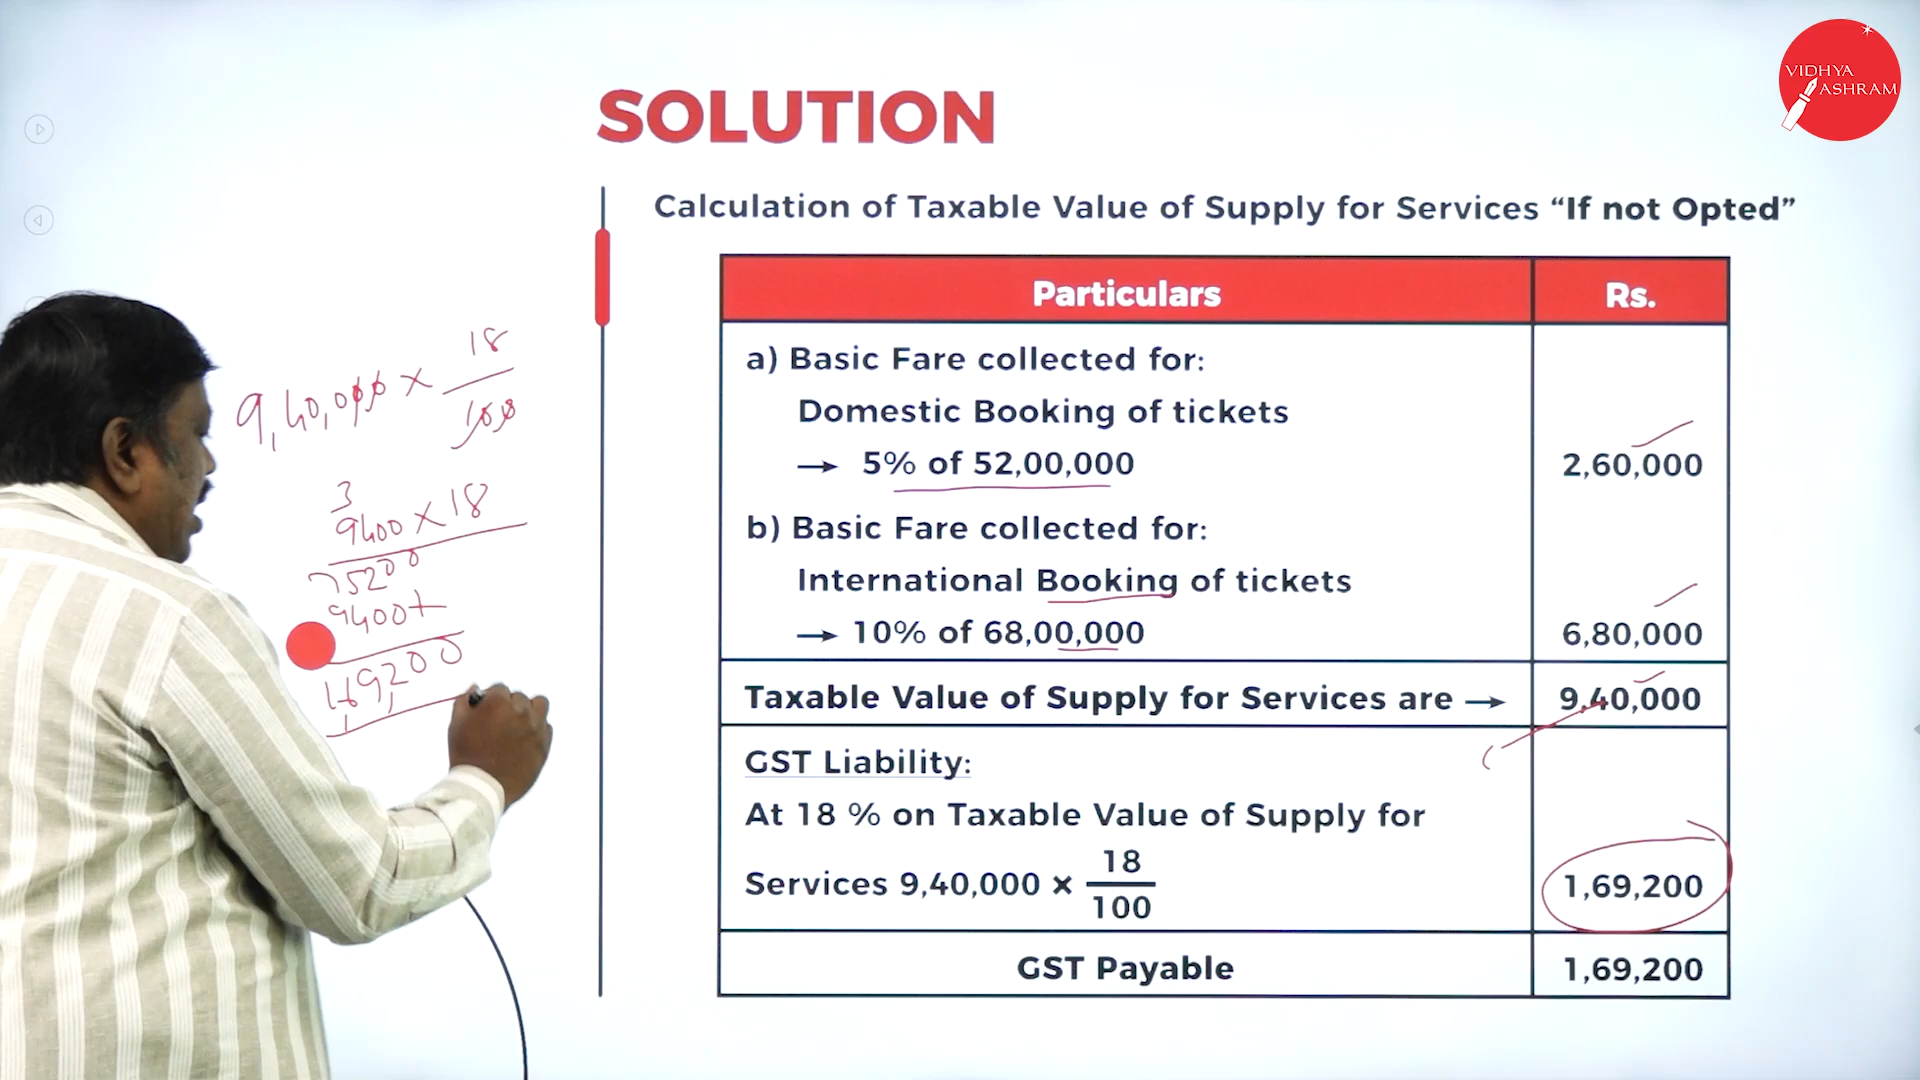 VIDHYA
ASHRAM
SOLUTION
Calculation of Taxable Value of Supply for Services “If not Opted”
Particulars Rs.
a) Basic Fare collected for:
Domestic Booking of tickets
→ 5% of 52,00,000 2,60,000
b) Basic Fare collected for:
International Booking of tickets
→ 10% of 68,00,000 6,80,000
Taxable Value of Supply for Services are → 9,40,000
GST Liability:
At 18 % on Taxable Value of Supply for
Services 9,40,000 × 18/100 1,69,200
GST Payable 1,69,200
9,40,000 × 18/100
3
9400 × 18
75200
9400+
1,69,200